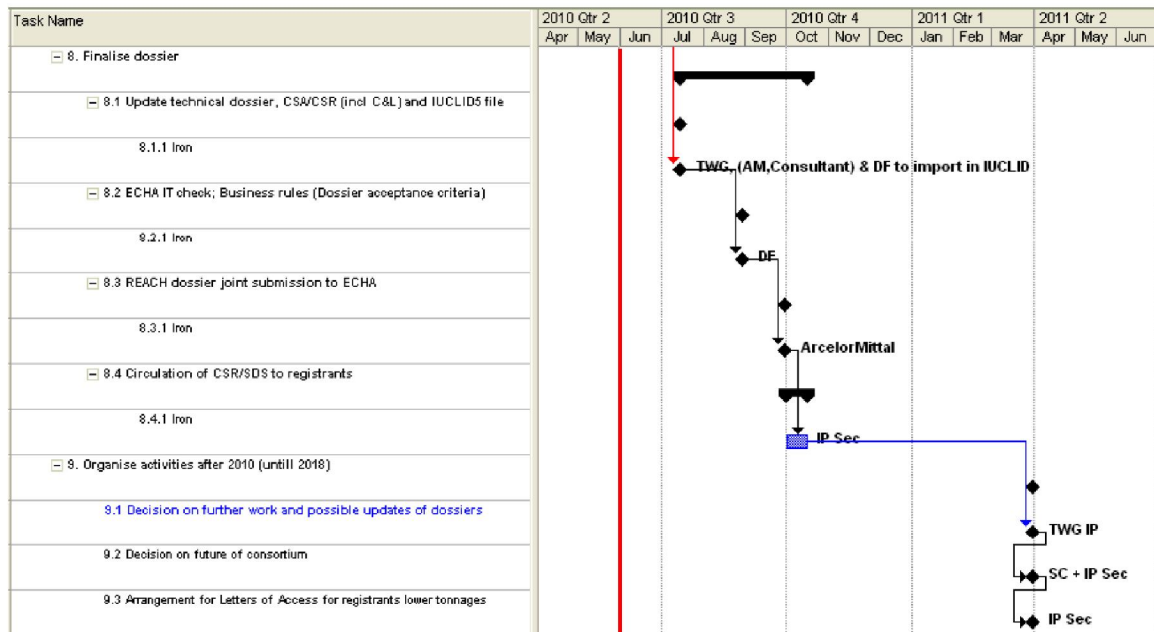 Task Name
2010 Qtr 2 2010 Qtr 3 2010 Qtr 4 2011 Qtr 1 2011 Qtr 2
Apr May Jun Jul Aug Sep Oct Nov Dec Jan Feb Mar Apr May Jun
8. Finalise dossier
8.1 Update technical dossier, CSA/CSR (incl C&L) and IUCLID5 file
8.1.1 Iron
TWG, (AM,Consultant) & DF to import in IUCLID
8.2 ECHA IT check; Business rules (Dossier acceptance criteria)
8.2.1 Iron
DF
8.3 REACH dossier joint submission to ECHA
8.3.1 Iron
ArcelorMittal
8.4 Circulation of CSR/SDS to registrants
8.4.1 Iron
IP Sec
9. Organise activities after 2010 (untill 2018)
9.1 Decision on further work and possible updates of dossiers
TWG IP
9.2 Decision on future of consortium
SC + IP Sec
9.3 Arrangement for Letters of Access for registrants lower tonnages
IP Sec